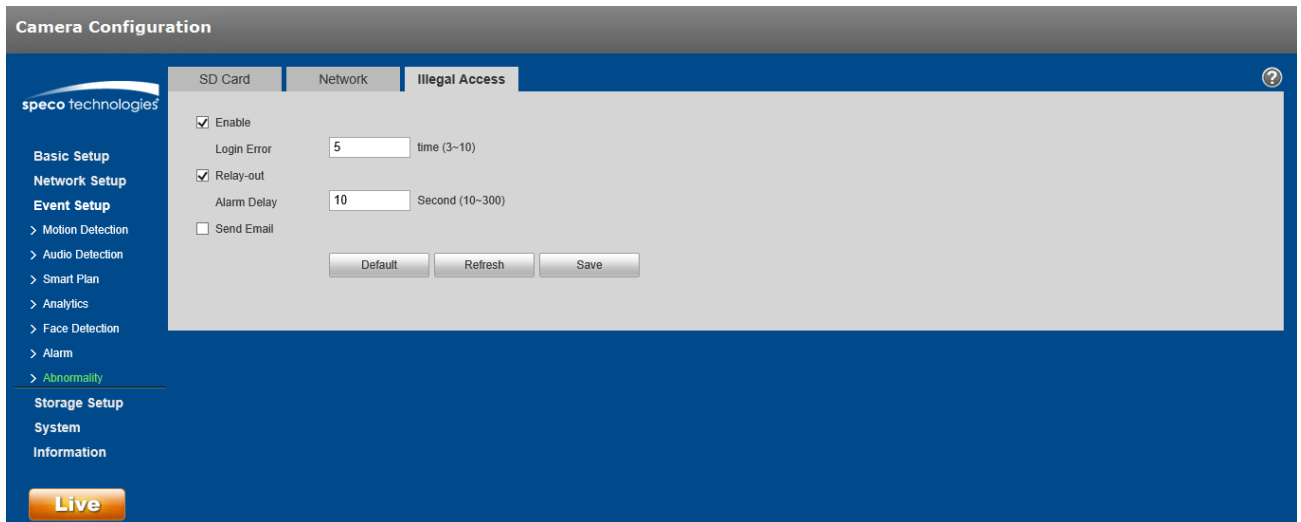 Camera Configuration
speco technologies
SD Card Network Illegal Access ?
Enable
Login Error 5 time (3~10)
Relay-out
Alarm Delay 10 Second (10~300)
Send Email
Default Refresh Save
Basic Setup
Network Setup
Event Setup
> Motion Detection
> Audio Detection
> Smart Plan
> Analytics
> Face Detection
> Alarm
> Abnormality
Storage Setup
System
Information
Live